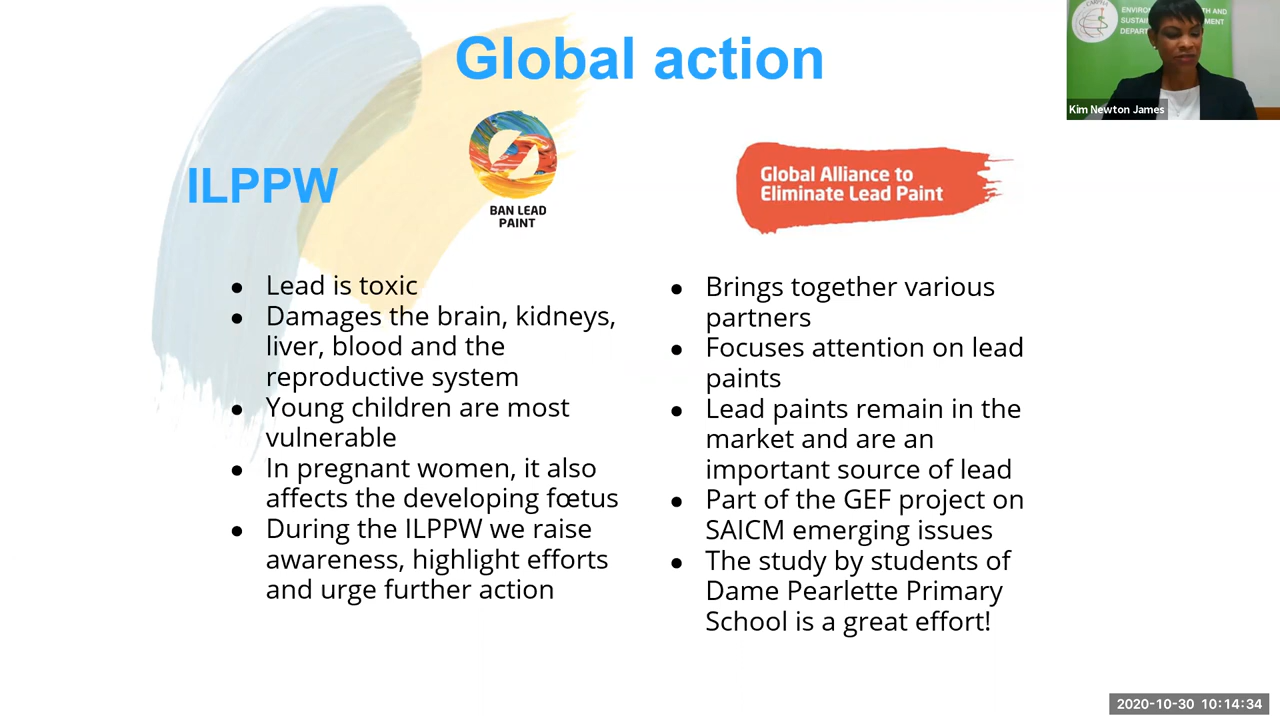 Global action
ILPPW
BAN LEAD
PAINT
Global Alliance to
Eliminate Lead Paint
● Lead is toxic
● Damages the brain, kidneys,
liver, blood and the
reproductive system
● Young children are most
vulnerable
● In pregnant women, it also
affects the developing fœtus
● During the ILPPW we raise
awareness, highlight efforts
and urge further action
● Brings together various
partners
● Focuses attention on lead
paints
● Lead paints remain in the
market and are an
important source of lead
● Part of the GEF project on
SAICM emerging issues
● The study by students of
Dame Pearlette Primary
School is a great effort!
Kim Newton James
2020-10-30 10:14:34